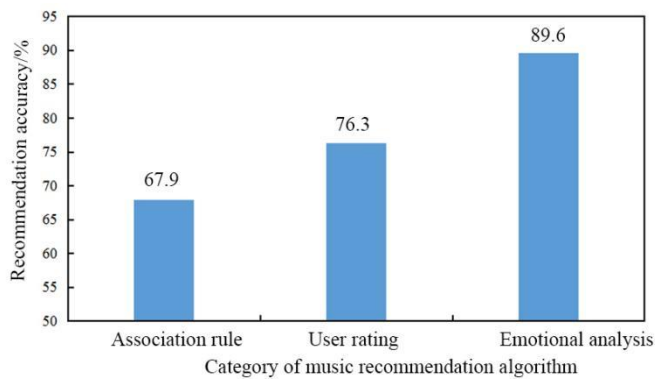 Recommendation accuracy/%
95
90
85
80
75
70
65
60
55
50
67.9
76.3
89.6
Association rule
User rating
Emotional analysis
Category of music recommendation algorithm